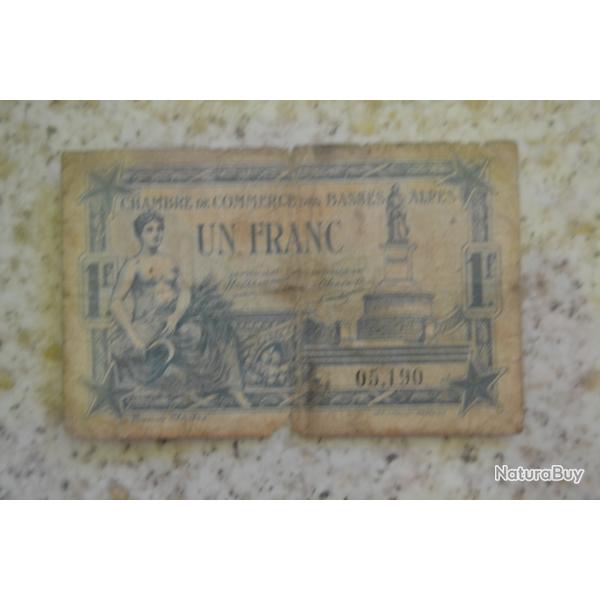 CHAMBRE DE COMMERCE DES BASSES ALPES
UN FRANC
1F 1F
05,190
NaturaBuy